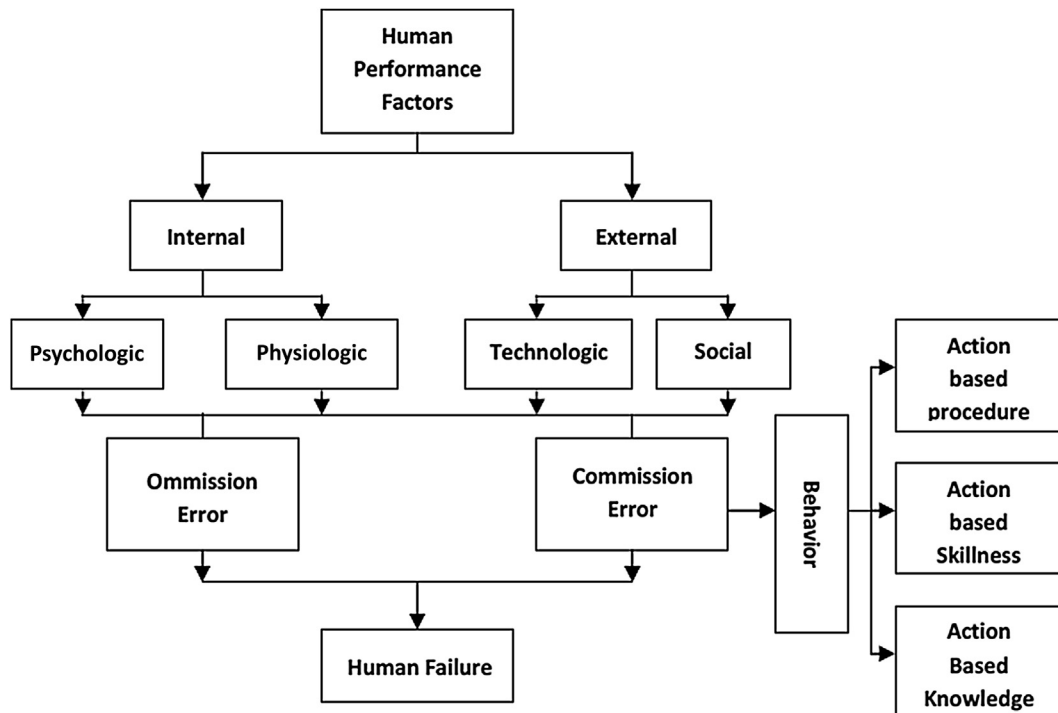 Human
Performance
Factors
Internal
External
Psychologic
Physiologic
Technologic
Social
Ommission
Error
Commission
Error
Behavior
Action
based
procedure
Action
based
Skillness
Action
Based
Knowledge
Human Failure